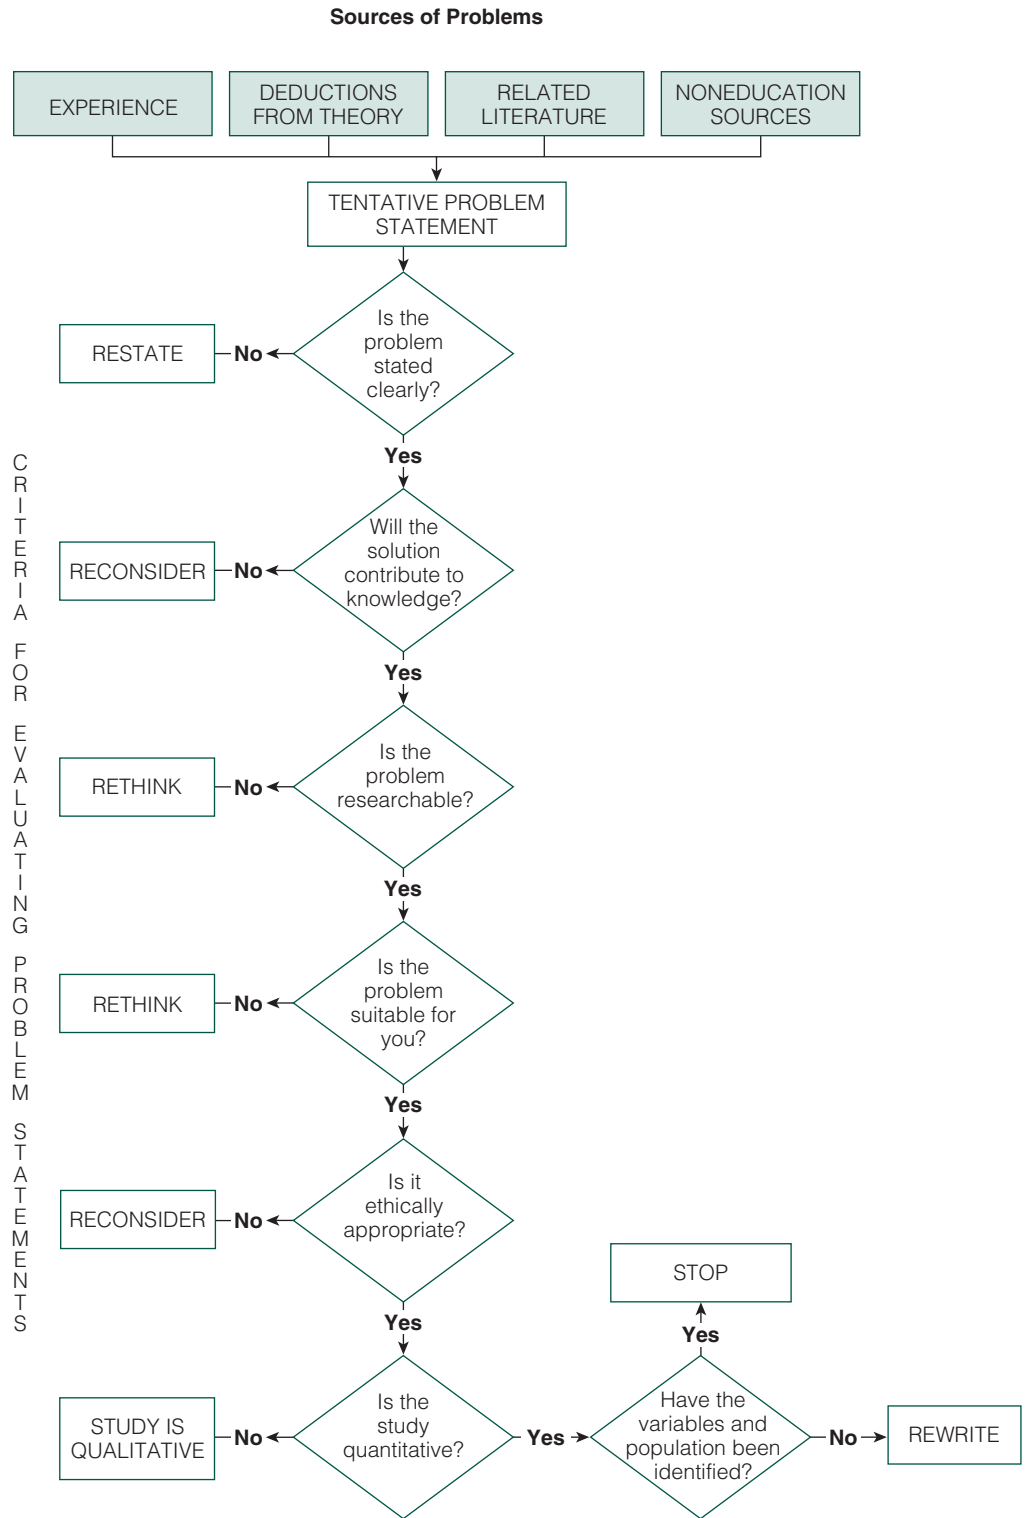 Sources of Problems
EXPERIENCE
DEDUCTIONS
FROM THEORY
RELATED
LITERATURE
NONEDUCATION
SOURCES
TENTATIVE PROBLEM
STATEMENT
Is the
problem
stated
clearly?
No
RESTATE
Yes
Will the
solution
contribute to
knowledge?
No
RECONSIDER
Yes
Is the
problem
researchable?
No
RETHINK
Yes
Is the
problem
suitable for
you?
No
RETHINK
Yes
Is it
ethically
appropriate?
No
RECONSIDER
Yes
Is the
study
quantitative?
No
STUDY IS
QUALITATIVE
Yes
Have the
variables and
population been
identified?
Yes
STOP
No
REWRITE
CRITERIA FOR EVALUATING PROBLEM STATEMENTS